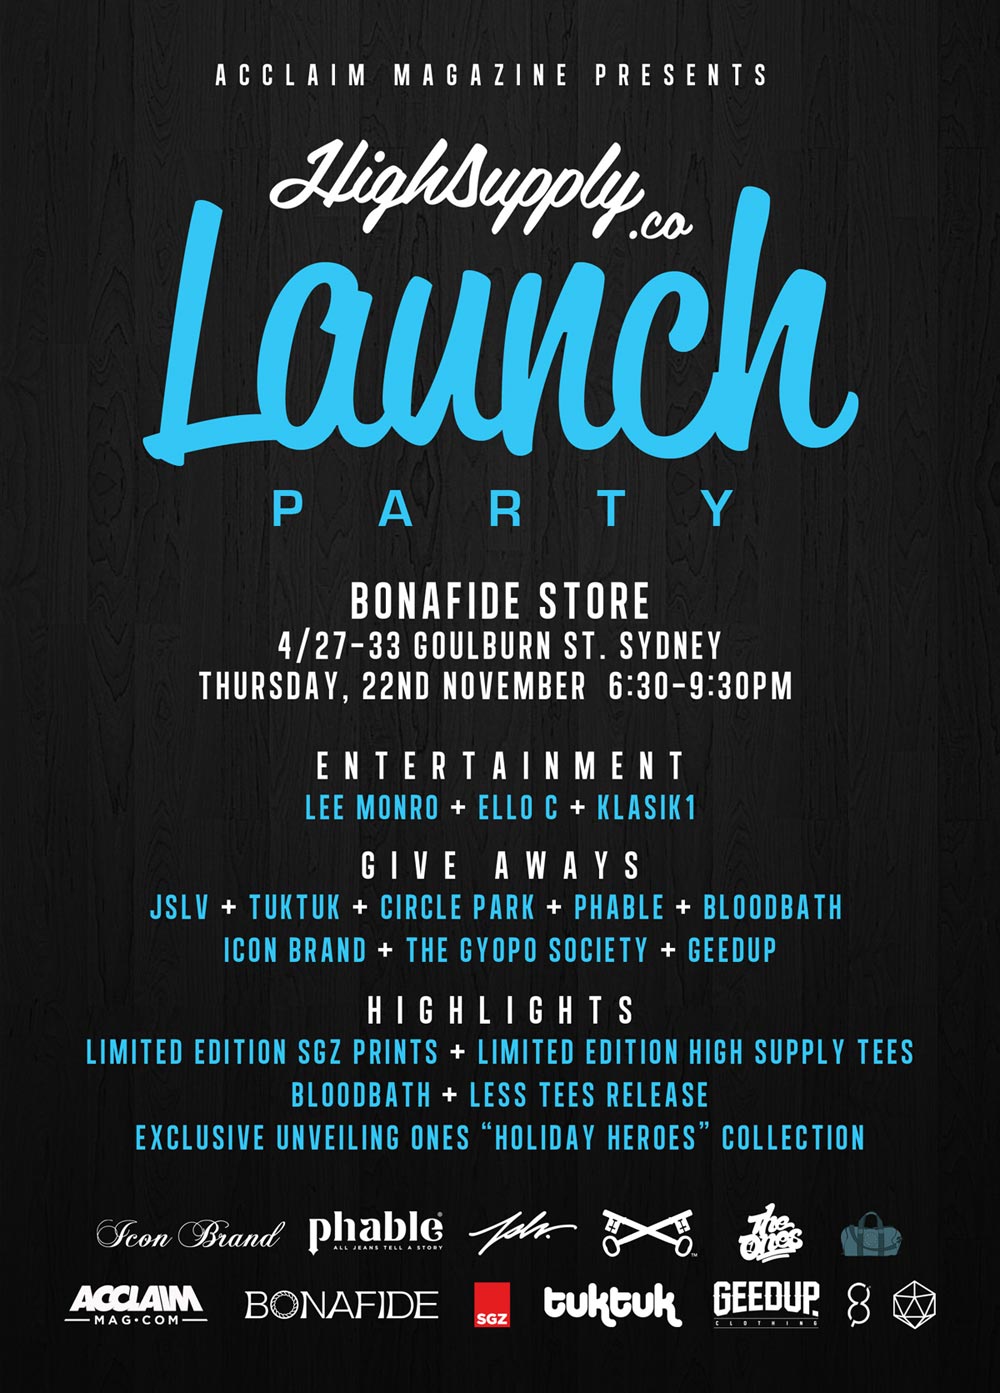 ACCLAIM MAGAZINE PRESENTS
HighSupply
.co
Launch
PARTY
BONAFIDE STORE
4/27-33 GOULBURN ST. SYDNEY
THURSDAY, 22ND NOVEMBER 6:30-9:30PM
ENTERTAINMENT
LEE MONRO + ELLO C + KLASIK1
GIVE AWAYS
JSLV + TUKTUK + CIRCLE PARK + PHABLE + BLOODBATH
ICON BRAND + THE GYOPO SOCIETY + GEEDUP
HIGHLIGHTS
LIMITED EDITION SGZ PRINTS + LIMITED EDITION HIGH SUPPLY TEES
BLOODBATH + LESS TEES RELEASE
EXCLUSIVE UNVEILING ONES “HOLIDAY HEROES” COLLECTION
Icon Brand phable® jslv. TM the ones
ALL JEANS TELL A STORY
ACCLAIM BONAFIDE SGZ tuktuk GEEDUP.
MAG•COM CLOTHING